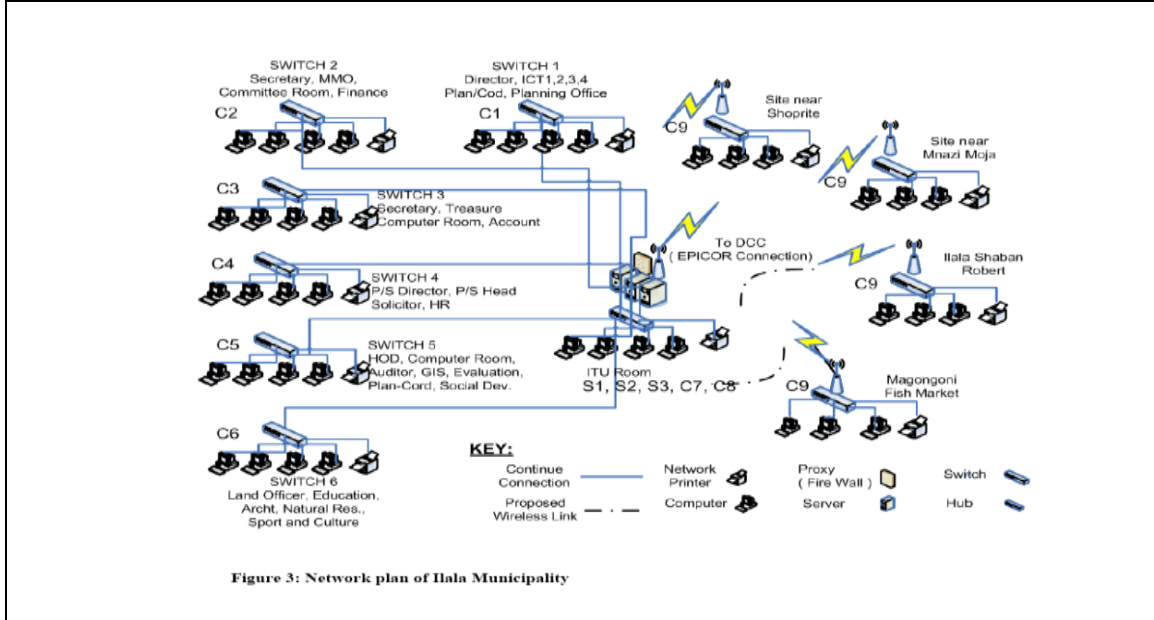 SWITCH 2
Secretary, MMO,
Committee Room, Finance
C2
SWITCH 1
Director, ICT1,2,3,4
Plan/Cod, Planning Office
C1
Site near
Shoprite
C9
Site near
Mnazi Moja
C9
C3
SWITCH 3
Secretary, Treasure
Computer Room, Account
C4
SWITCH 4
P/S Director, P/S Head
Solicitor, HR
To DCC
( EPICOR Connection)
Ilala Shaban
Robert
C9
C5
SWITCH 5
HOD, Computer Room,
Auditor, GIS, Evaluation,
Plan-Cord, Social Dev.
ITU Room
S1, S2, S3, C7, C8
C9
Magongoni
Fish Market
C6
SWITCH 6
Land Officer, Education,
Archt, Natural Res.,
Sport and Culture
KEY:
Continue
Connection
Network
Printer
Proxy
( Fire Wall )
Switch
Proposed
Wireless Link
Computer
Server
Hub
Figure 3: Network plan of Ilala Municipality